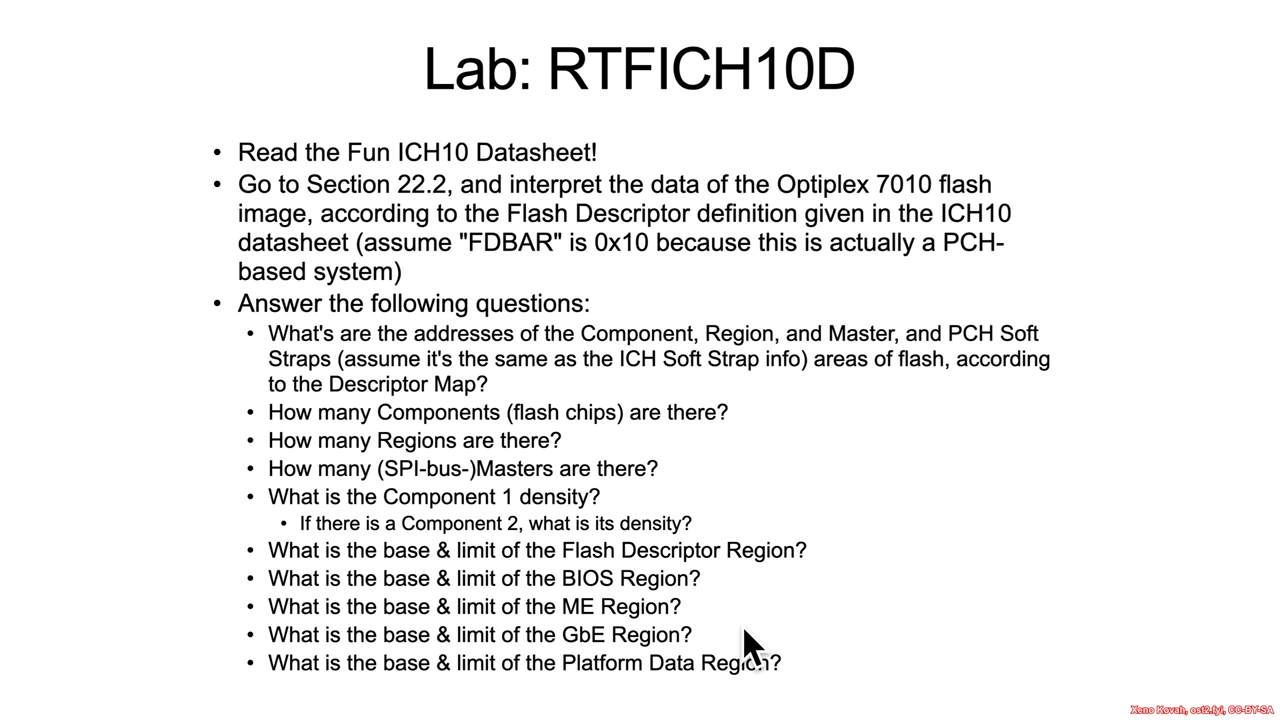 Lab: RTFICH10D
• Read the Fun ICH10 Datasheet!
• Go to Section 22.2, and interpret the data of the Optiplex 7010 flash
image, according to the Flash Descriptor definition given in the ICH10
datasheet (assume "FDBAR" is 0x10 because this is actually a PCH-
based system)
• Answer the following questions:
• What's are the addresses of the Component, Region, and Master, and PCH Soft
Straps (assume it's the same as the ICH Soft Strap info) areas of flash, according
to the Descriptor Map?
• How many Components (flash chips) are there?
• How many Regions are there?
• How many (SPI-bus-)Masters are there?
• What is the Component 1 density?
• If there is a Component 2, what is its density?
• What is the base & limit of the Flash Descriptor Region?
• What is the base & limit of the BIOS Region?
• What is the base & limit of the ME Region?
• What is the base & limit of the GbE Region?
• What is the base & limit of the Platform Data Region?
Xeno Kovah, ost2.fyi, CC-BY-SA